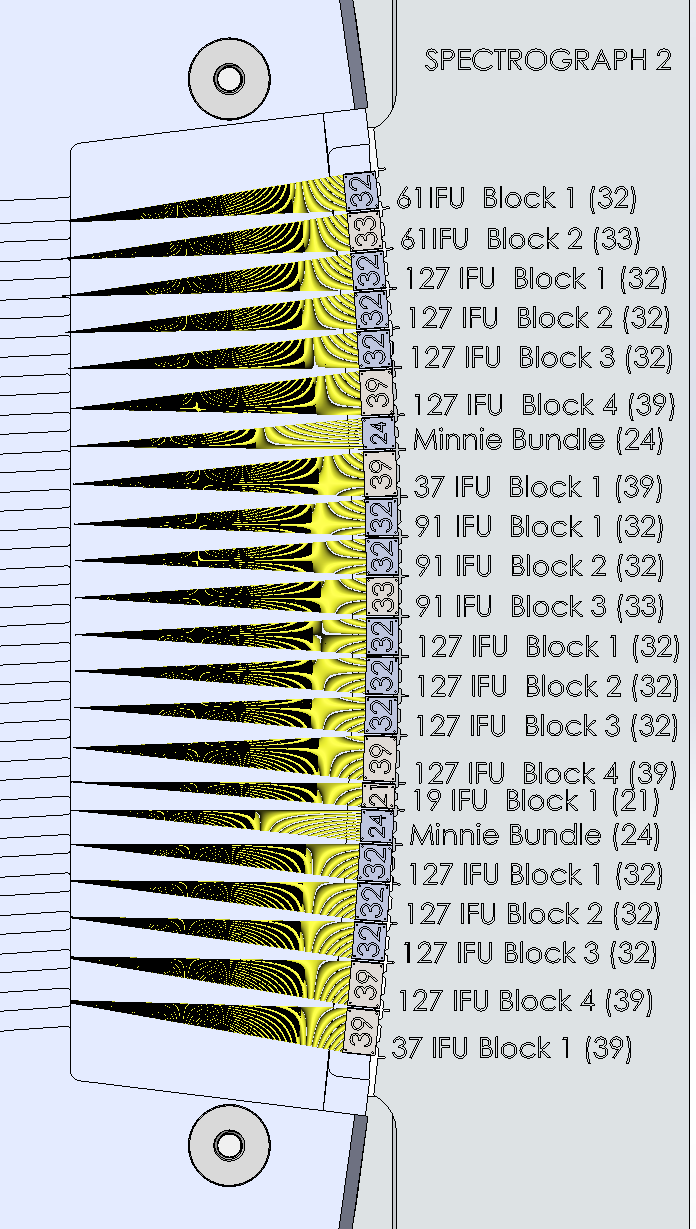 SPECTROGRAPH 2
32 61IFU Block 1 (32)
33 61IFU Block 2 (33)
32 127 IFU Block 1 (32)
32 127 IFU Block 2 (32)
32 127 IFU Block 3 (32)
39 127 IFU Block 4 (39)
24 Minnie Bundle (24)
39 37 IFU Block 1 (39)
32 91 IFU Block 1 (32)
32 91 IFU Block 2 (32)
33 91 IFU Block 3 (33)
32 127 IFU Block 1 (32)
32 127 IFU Block 2 (32)
32 127 IFU Block 3 (32)
39 127 IFU Block 4 (39)
21 19 IFU Block 1 (21)
24 Minnie Bundle (24)
32 127 IFU Block 1 (32)
32 127 IFU Block 2 (32)
32 127 IFU Block 3 (32)
39 127 IFU Block 4 (39)
39 37 IFU Block 1 (39)